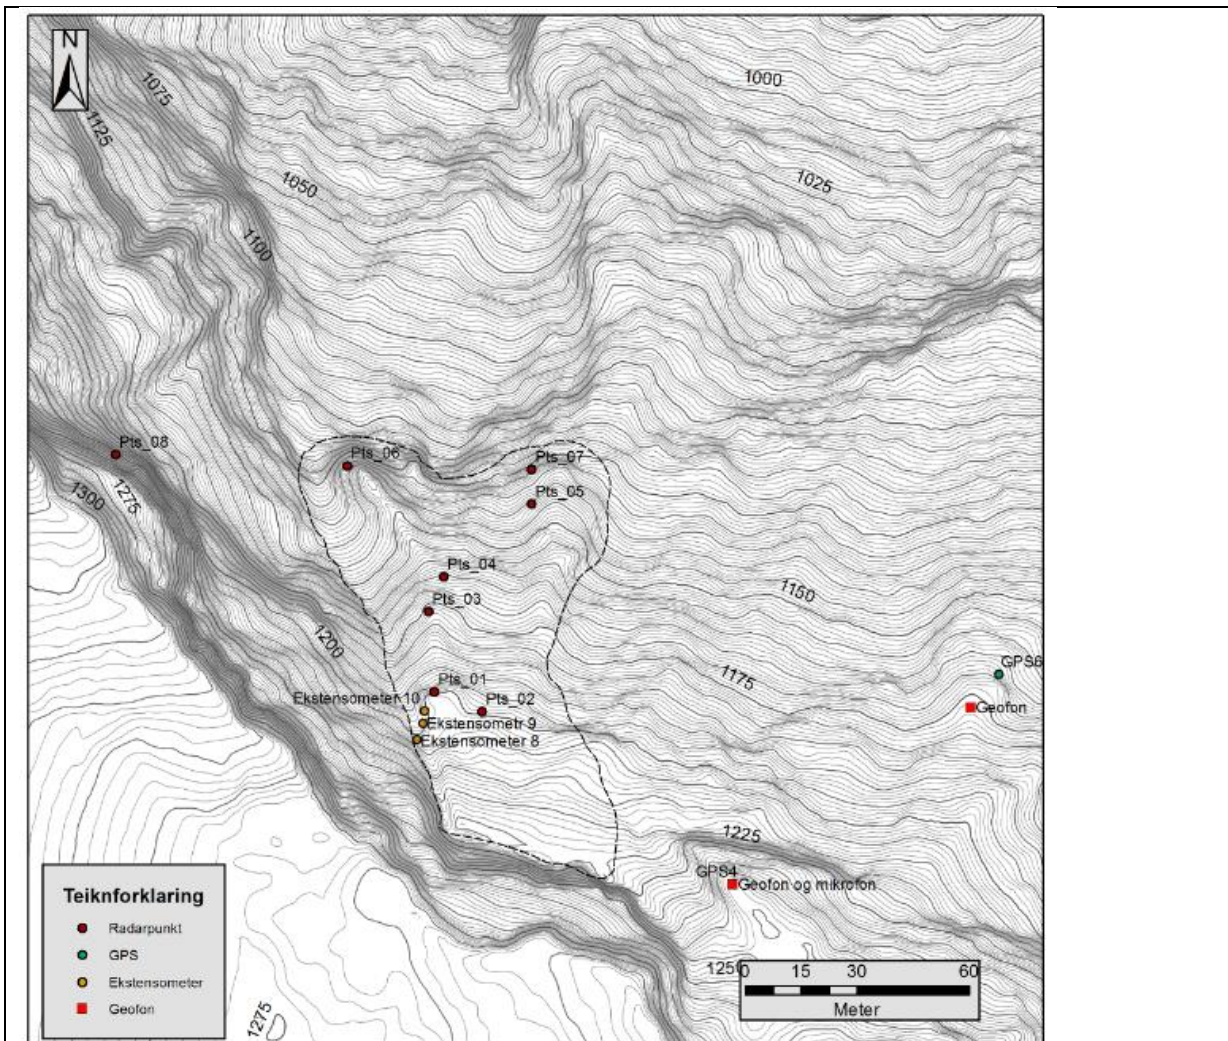 N
1000
1075
1125
1050
1025
1100
Pts_08
Pts_06
Pts_07
1300
1275
Pts_05
Pts_04
1150
Pts_03
1200
GPS6
1175
Pts_01
Ekstensometer 10
Pts_02
Geofon
Ekstensometr 9
Ekstensometer 8
1225
GPS4
Geofon og mikrofon
Teiknforklaring
Radarpunkt
GPS
Ekstensometer
Geofon
1250
0 15 30 60
Meter
1275